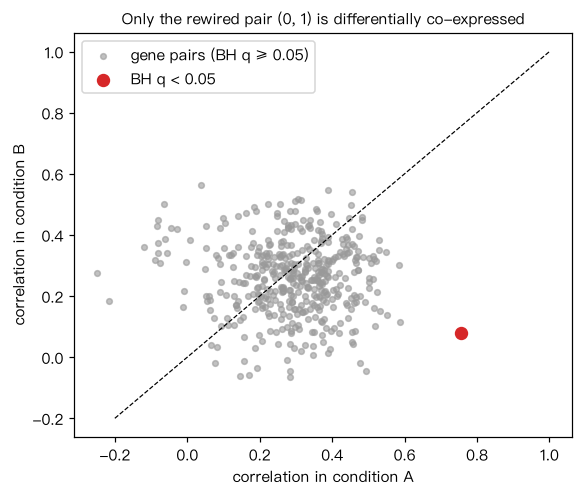 Only the rewired pair (0, 1) is differentially co−expressed
gene pairs (BH q ⩾ 0.05)
BH q < 0.05
1.0
0.8
0.6
0.4
0.2
0.0
−0.2
correlation in condition B
−0.2 0.0 0.2 0.4 0.6 0.8 1.0
correlation in condition A